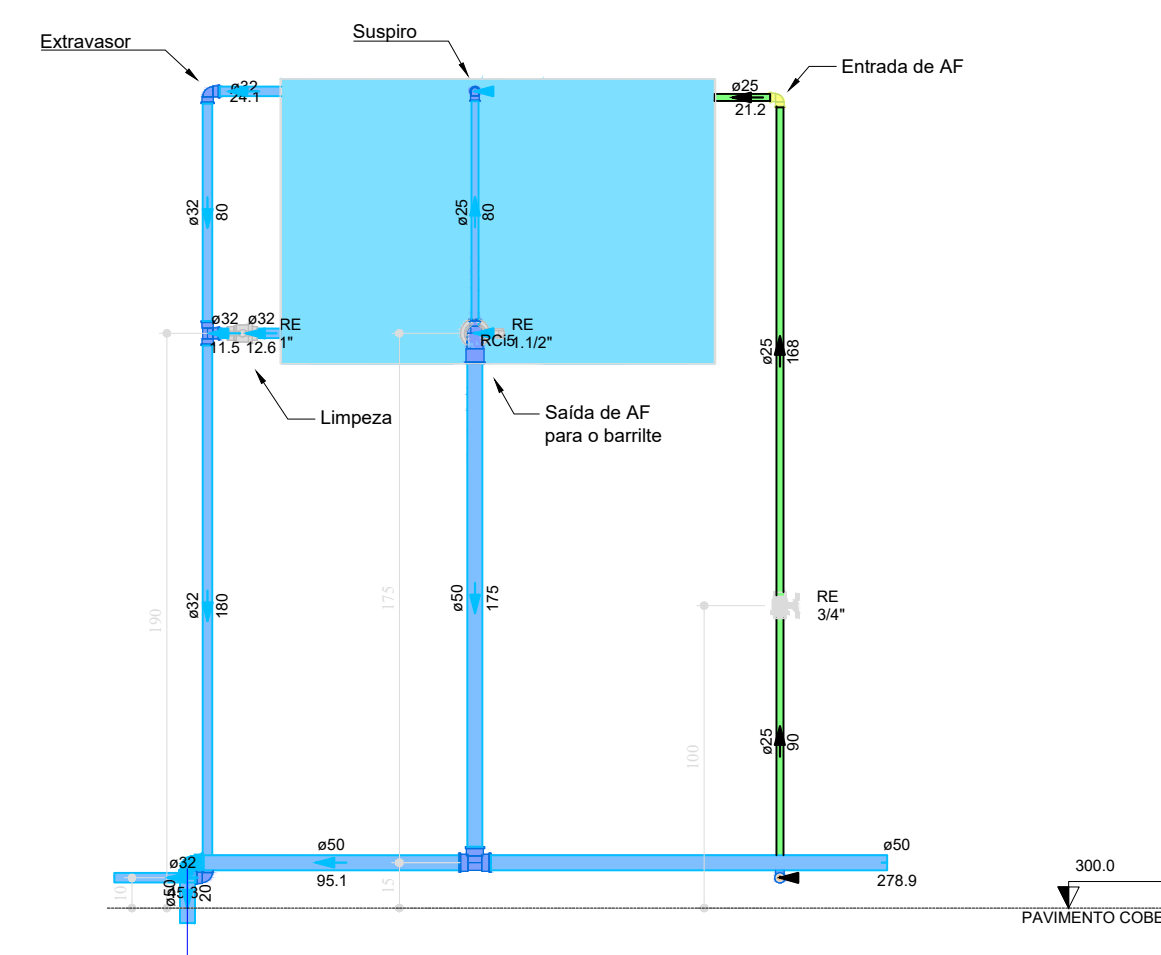 Extravasor
Suspiro
Entrada de AF
ø32
24.1
ø25
21.2
ø32
80
ø25
80
ø32
ø32
RE
1"
11.5
12.6
RE
1.1/2"
RCi5
ø25
168
Limpeza
Saída de AF
para o barrilte
ø32
180
190
175
ø50
175
RE
3/4"
ø25
90
100
ø50
95.1
15
ø50
278.9
ø32
ø50
20
10
300.0
PAVIMENTO COBE